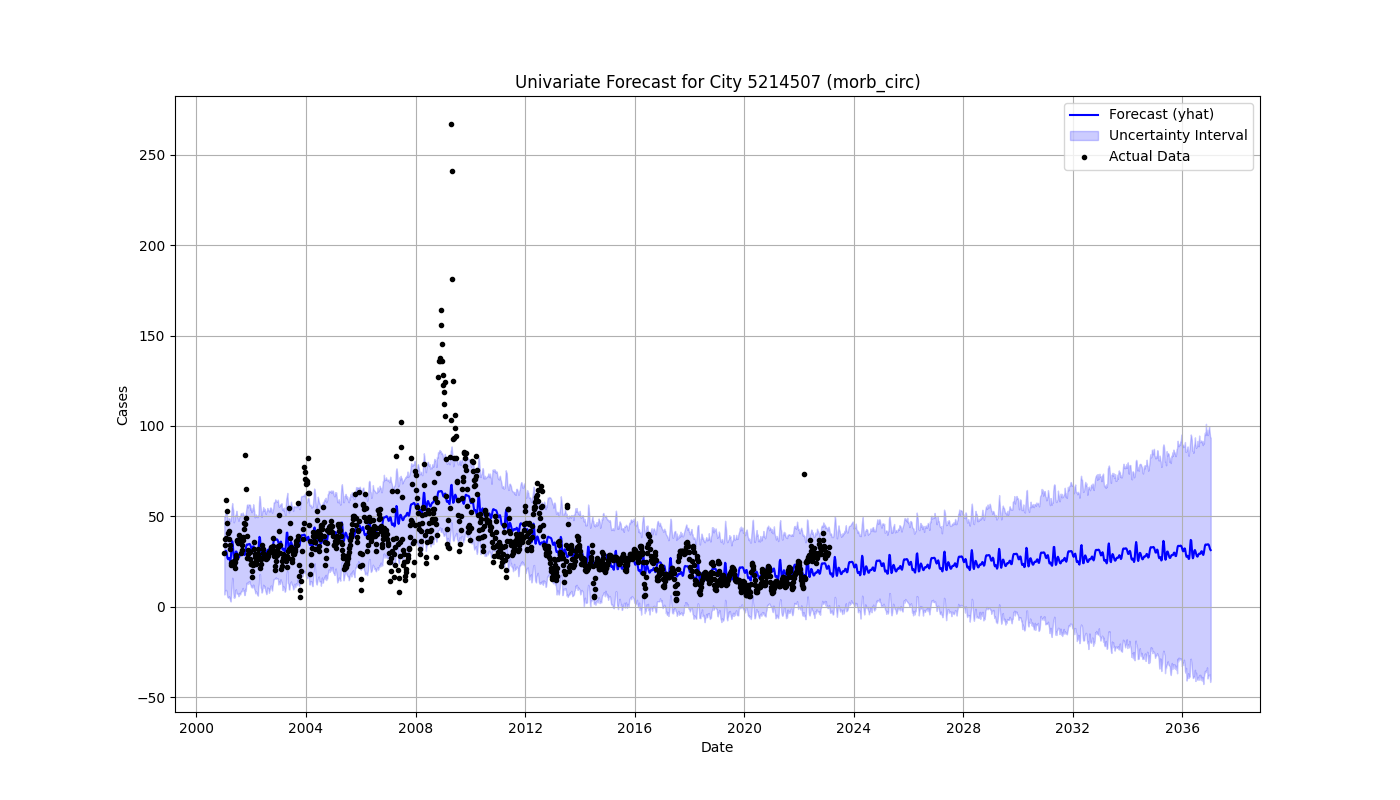 Univariate Forecast for City 5214507 (morb_circ)
Forecast (yhat)
Uncertainty Interval
Actual Data
250
200
150
100
50
0
−50
Cases
2000 2004 2008 2012 2016 2020 2024 2028 2032 2036
Date